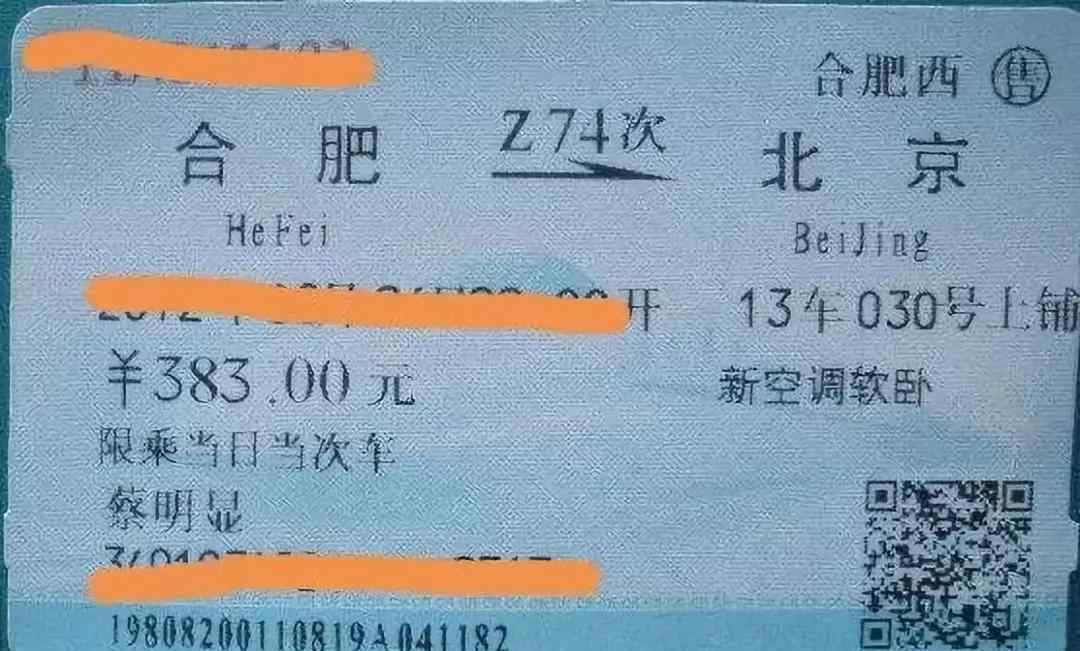 合肥西 售
合肥 Z74次 北京
HeFei BeiJing
开 13车030号上铺
¥383.00元 新空调软卧
限乘当日当次车
蔡明显
19808200110819A041182